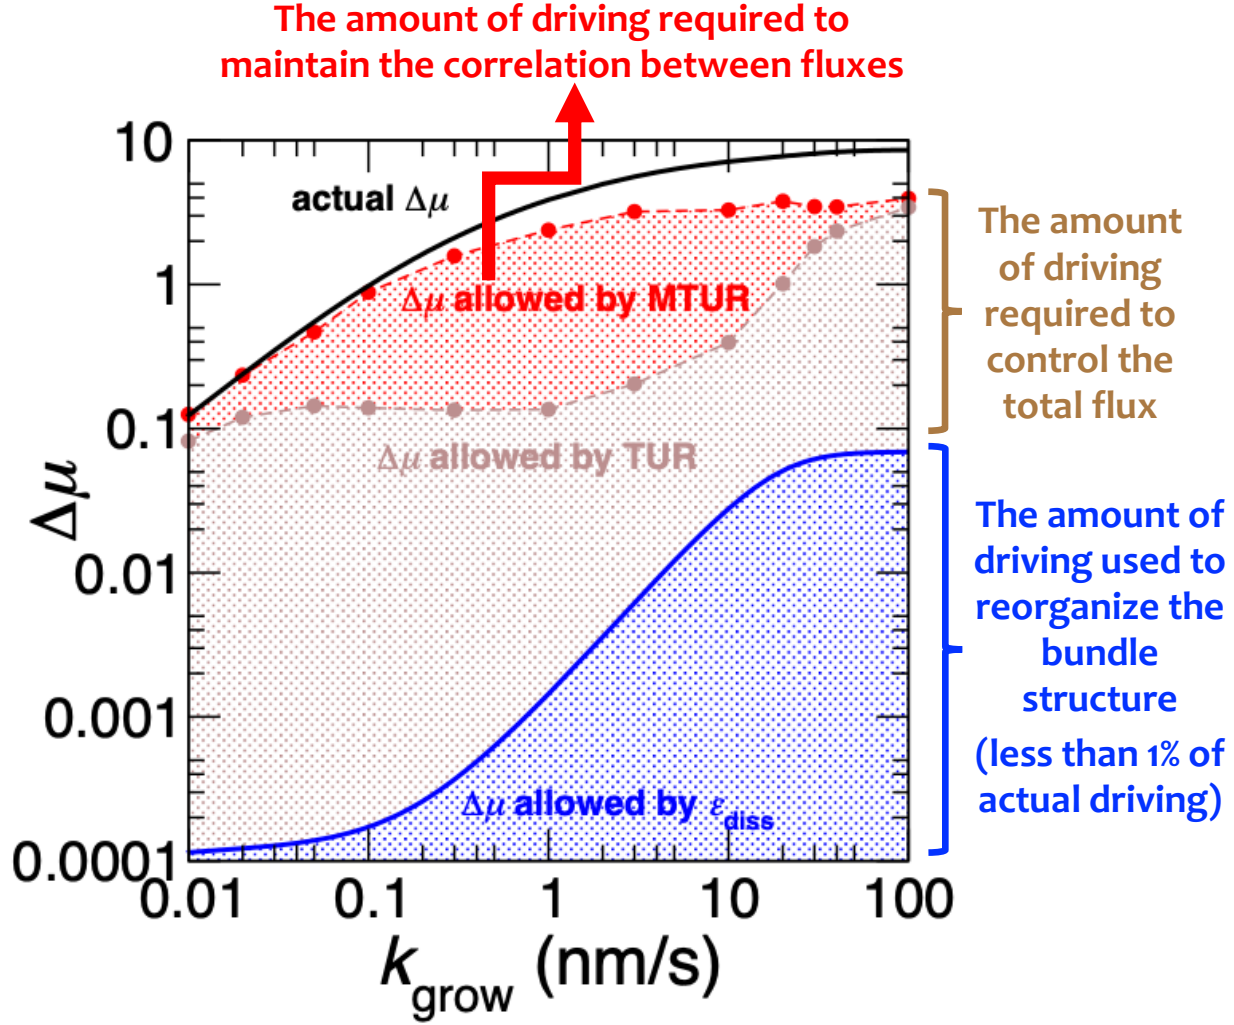 The amount of driving required to
maintain the correlation between fluxes
10
1
0.1
0.01
0.001
0.0001
Δμ
actual Δμ
Δμ allowed by MTUR
Δμ allowed by TUR
Δμ allowed by ε_diss
0.01 0.1 1 10 100
k_grow (nm/s)
The amount
of driving
required to
control the
total flux
The amount of
driving used to
reorganize the
bundle
structure
(less than 1% of
actual driving)